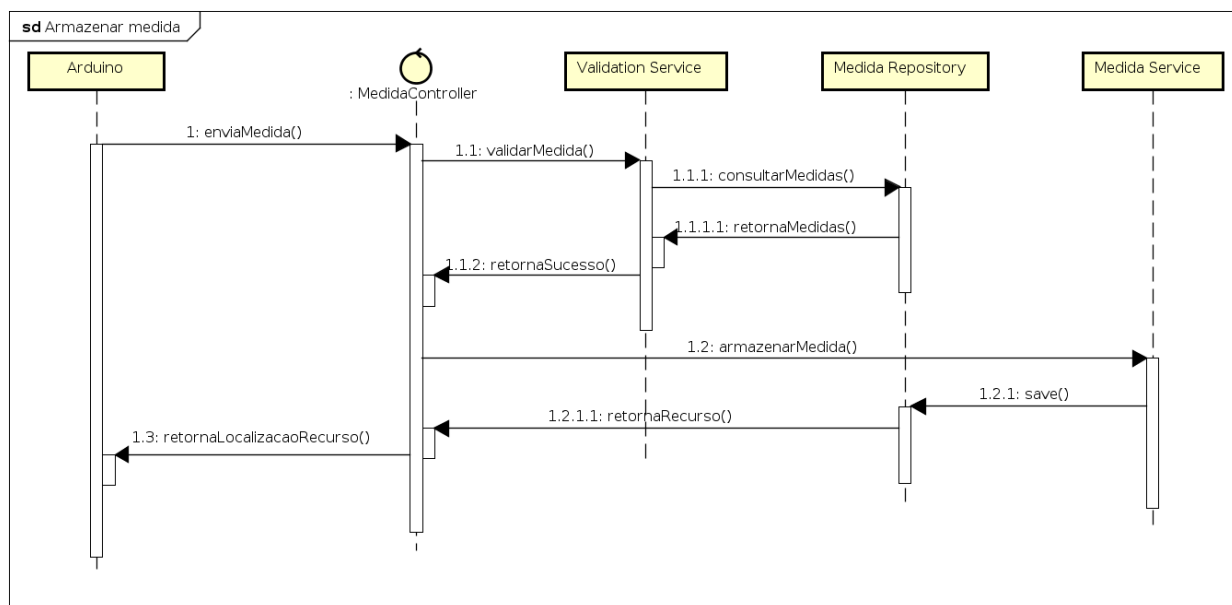 sd Armazenar medida
Arduino
: MedidaController
Validation Service
Medida Repository
Medida Service
1: enviaMedida()
1.1: validarMedida()
1.1.1: consultarMedidas()
1.1.1.1: retornaMedidas()
1.1.2: retornaSucesso()
1.2: armazenarMedida()
1.2.1: save()
1.2.1.1: retornaRecurso()
1.3: retornaLocalizacaoRecurso()